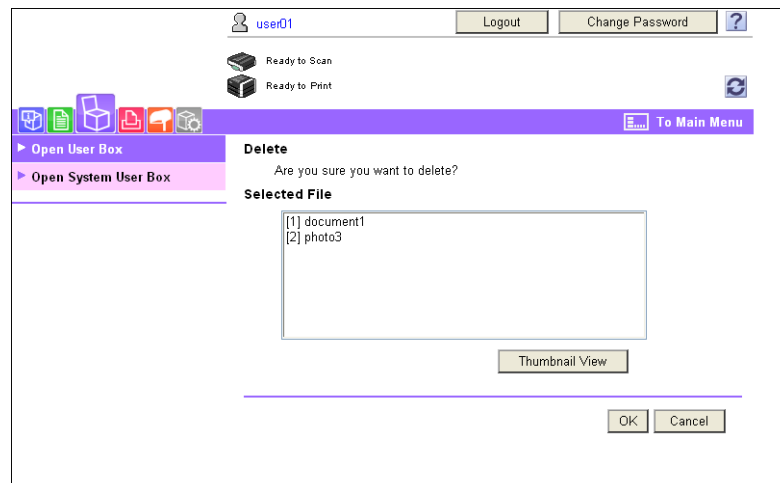 user01
Logout
Change Password
?
Ready to Scan
Ready to Print
To Main Menu
Open User Box
Open System User Box
Delete
Are you sure you want to delete?
Selected File
[1] document1
[2] photo3
Thumbnail View
OK
Cancel